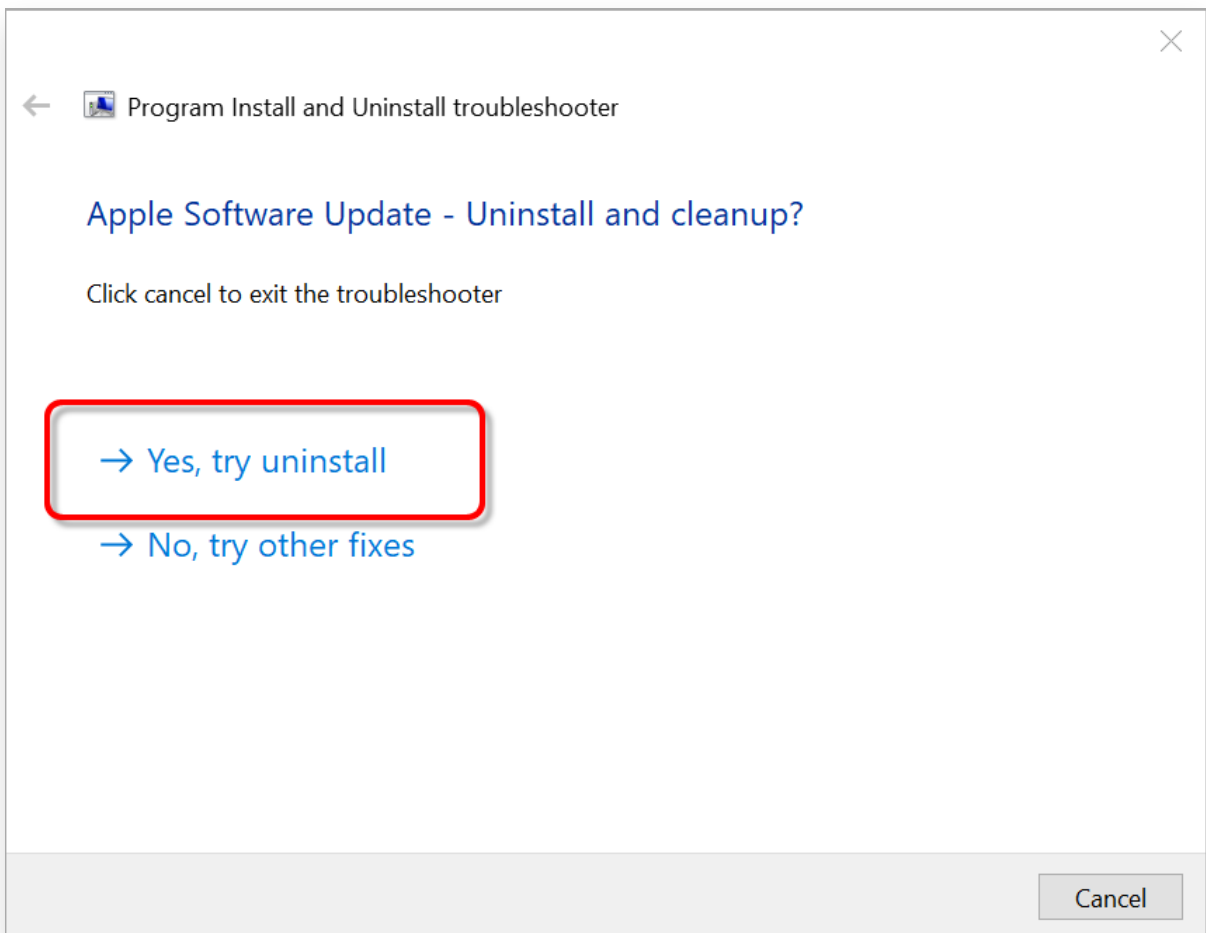 Program Install and Uninstall troubleshooter
Apple Software Update - Uninstall and cleanup?
Click cancel to exit the troubleshooter
Yes, try uninstall
No, try other fixes
Cancel